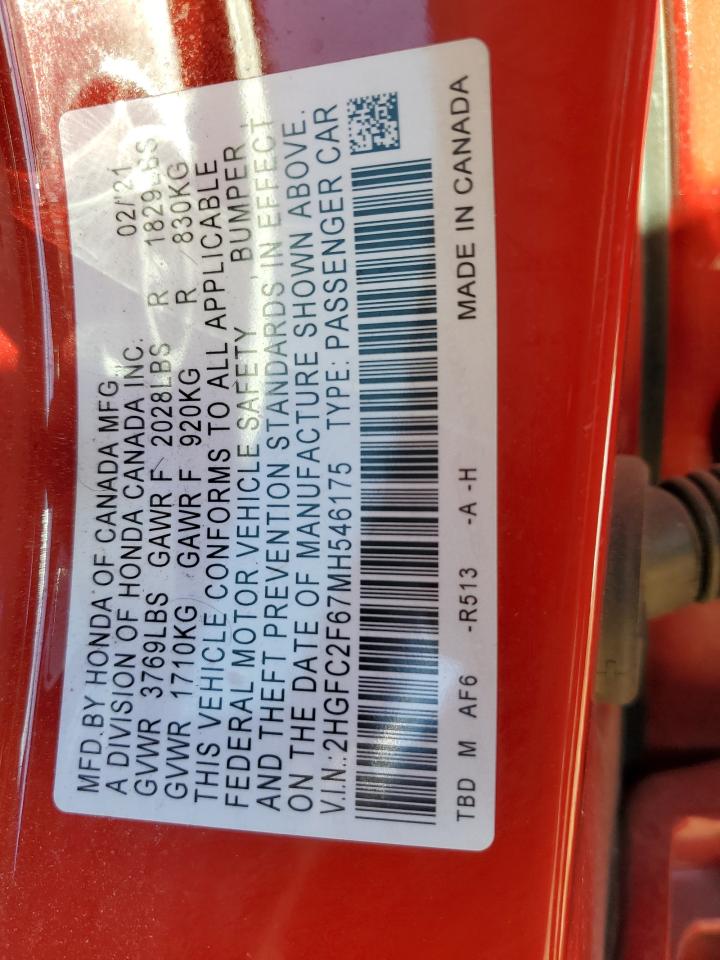 MFD.BY HONDA OF CANADA MFG., 02/'21
A DIVISION OF HONDA CANADA INC.
GVWR 3769LBS GAWR F 2028LBS R 1829LBS
GVWR 1710KG GAWR F 920KG R 830KG
THIS VEHICLE CONFORMS TO ALL APPLICABLE
FEDERAL MOTOR VEHICLE SAFETY, BUMPER,
AND THEFT PREVENTION STANDARDS IN EFFECT
ON THE DATE OF MANUFACTURE SHOWN ABOVE.
V.I.N.: 2HGFC2F67MH546175 TYPE: PASSENGER CAR
TBD M AF6 -R513 -A -H MADE IN CANADA